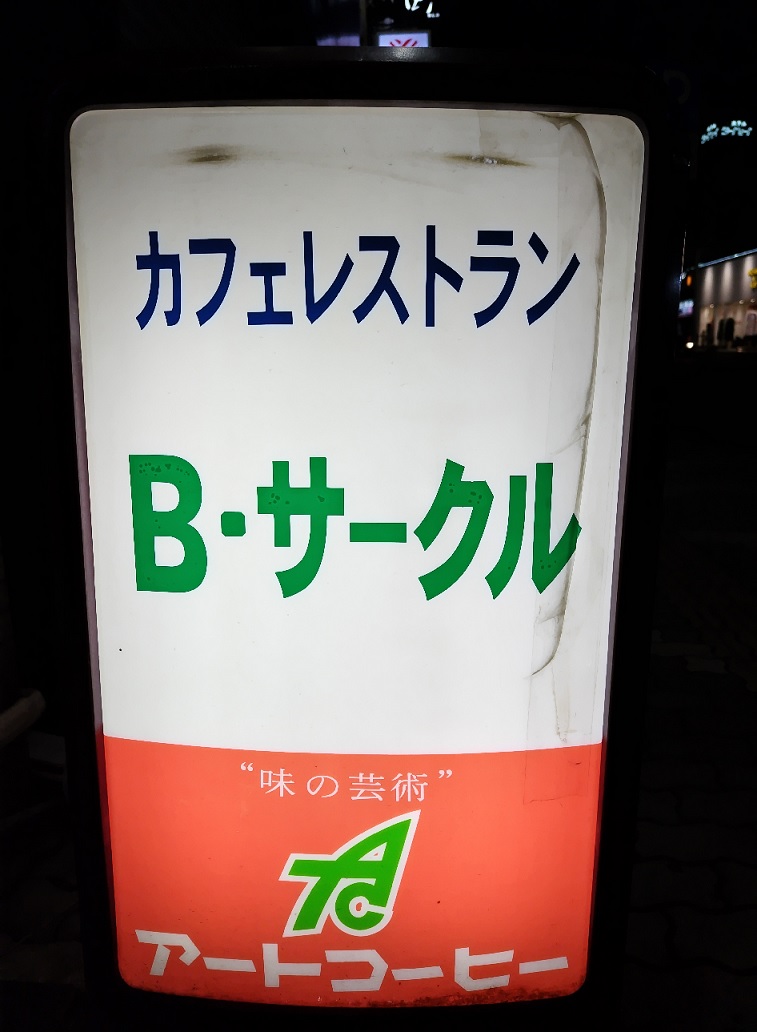 カフェレストラン
B・サークル
“味の芸術”
アートコーヒー